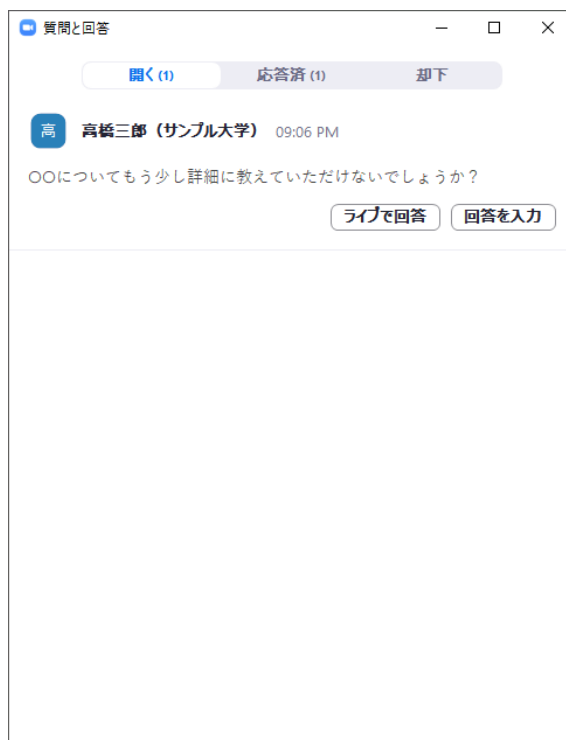 質問と回答
開く(1) 応答済(1) 却下
高 高橋三郎（サンプル大学） 09:06 PM
〇〇についてもう少し詳細に教えていただけないでしょうか？
ライブで回答 回答を入力